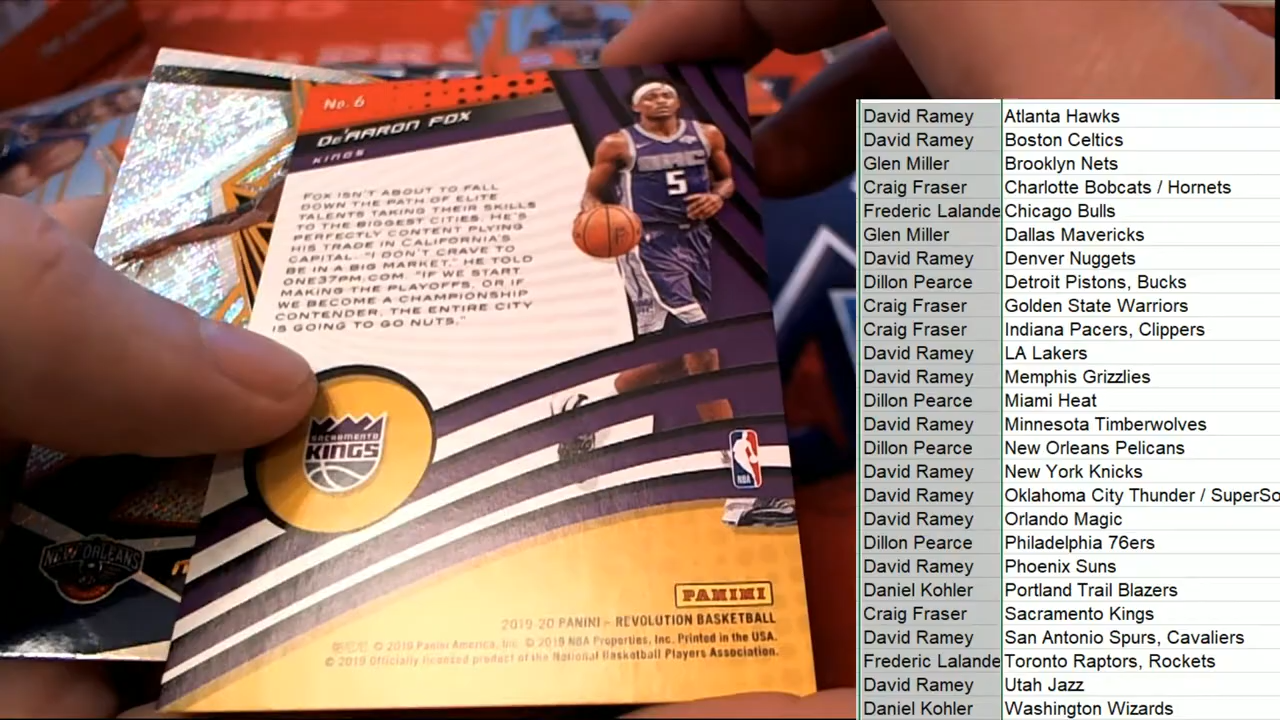 No. 6
DE'AARON FOX
KINGS
FOX ISN'T ABOUT TO FALL
DOWN THE PATH OF ELITE
TALENTS TAKING THEIR SKILLS
TO THE BIGGEST CITIES. HE'S
PERFECTLY CONTENT PLYING
HIS TRADE IN CALIFORNIA'S
CAPITAL. "I DON'T CRAVE TO
BE IN A BIG MARKET," HE TOLD
ONE37PM.COM. "IF WE START
MAKING THE PLAYOFFS, OR IF
WE BECOME A CHAMPIONSHIP
CONTENDER, THE ENTIRE CITY
IS GOING TO GO NUTS."
5
SACRAMENTO
KINGS
NBA
NEW ORLEANS
PANINI
2019-20 PANINI - REVOLUTION BASKETBALL
© 2019 Panini America, Inc. © 2019 NBA Properties, Inc. Printed in the USA.
© 2019 Officially licensed product of the National Basketball Players Association.
David Ramey Atlanta Hawks
David Ramey Boston Celtics
Glen Miller Brooklyn Nets
Craig Fraser Charlotte Bobcats / Hornets
Frederic Lalande Chicago Bulls
Glen Miller Dallas Mavericks
David Ramey Denver Nuggets
Dillon Pearce Detroit Pistons, Bucks
Craig Fraser Golden State Warriors
Craig Fraser Indiana Pacers, Clippers
David Ramey LA Lakers
David Ramey Memphis Grizzlies
Dillon Pearce Miami Heat
David Ramey Minnesota Timberwolves
Dillon Pearce New Orleans Pelicans
David Ramey New York Knicks
David Ramey Oklahoma City Thunder / SuperSo
David Ramey Orlando Magic
Dillon Pearce Philadelphia 76ers
David Ramey Phoenix Suns
Daniel Kohler Portland Trail Blazers
Craig Fraser Sacramento Kings
David Ramey San Antonio Spurs, Cavaliers
Frederic Lalande Toronto Raptors, Rockets
David Ramey Utah Jazz
Daniel Kohler Washington Wizards